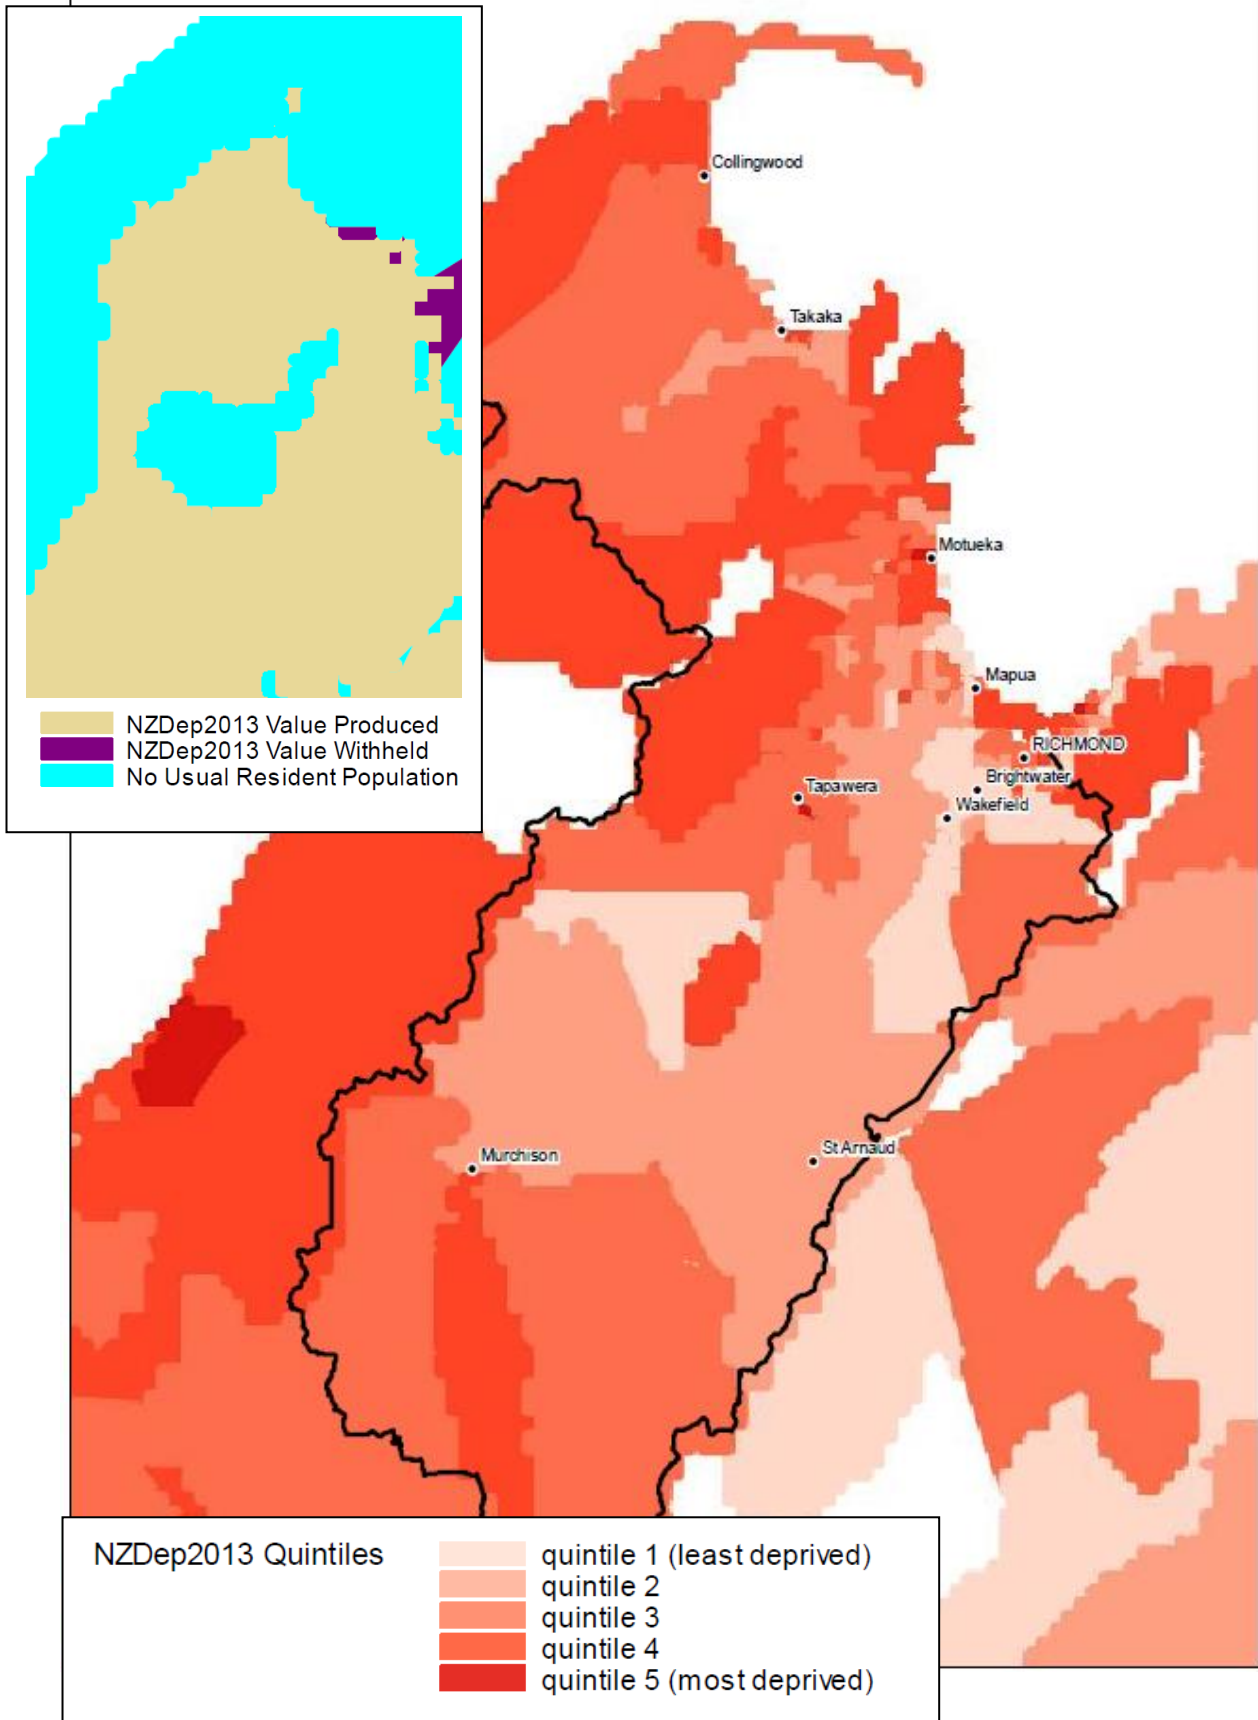 Collingwood
Takaka
Motueka
Mapua
NZDep2013 Value Produced
NZDep2013 Value Withheld
No Usual Resident Population
RICHMOND
Brightwater
Tapawera
Wakefield
Murchison
St Arnaud
NZDep2013 Quintiles
quintile 1 (least deprived)
quintile 2
quintile 3
quintile 4
quintile 5 (most deprived)